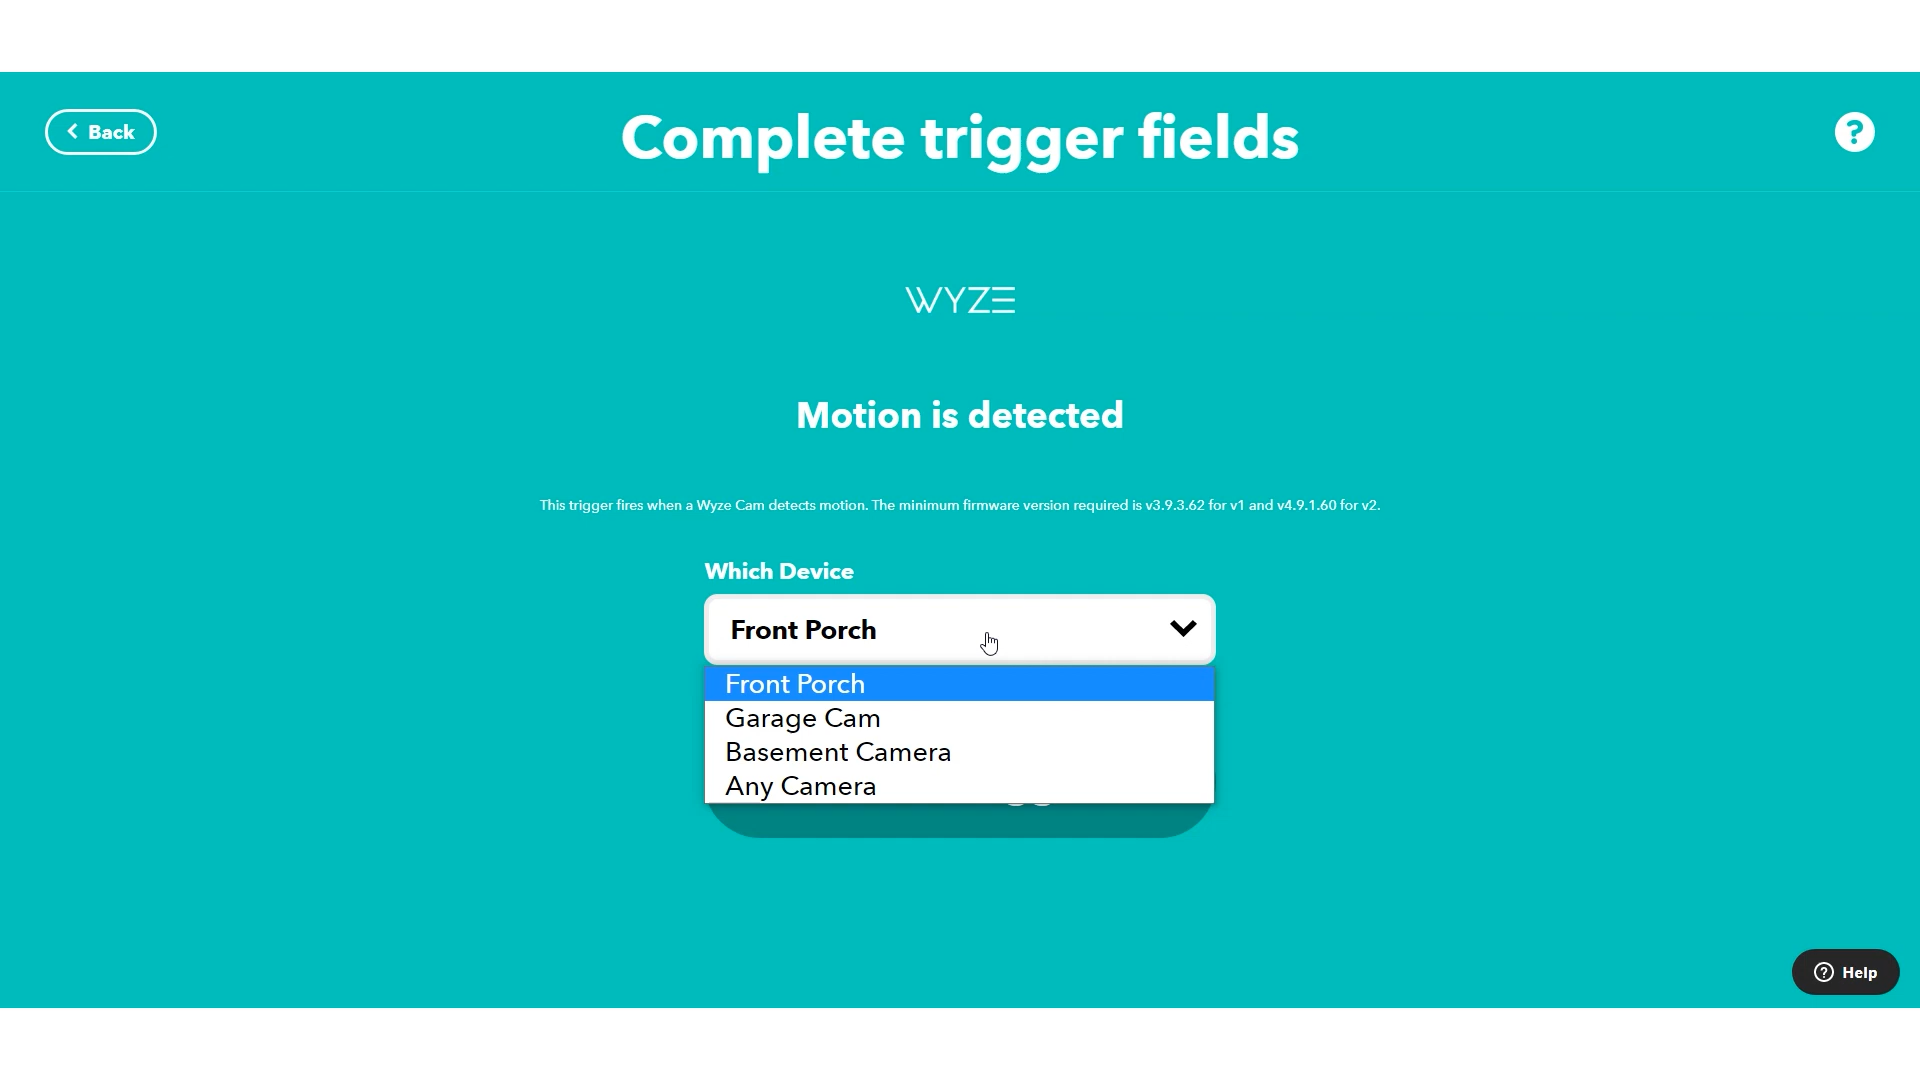 Back
Complete trigger fields
?
WYZE
Motion is detected
This trigger fires when a Wyze Cam detects motion. The minimum firmware version required is v3.9.3.62 for v1 and v4.9.1.60 for v2.
Which Device
Front Porch
Front Porch
Garage Cam
Basement Camera
Any Camera
? Help